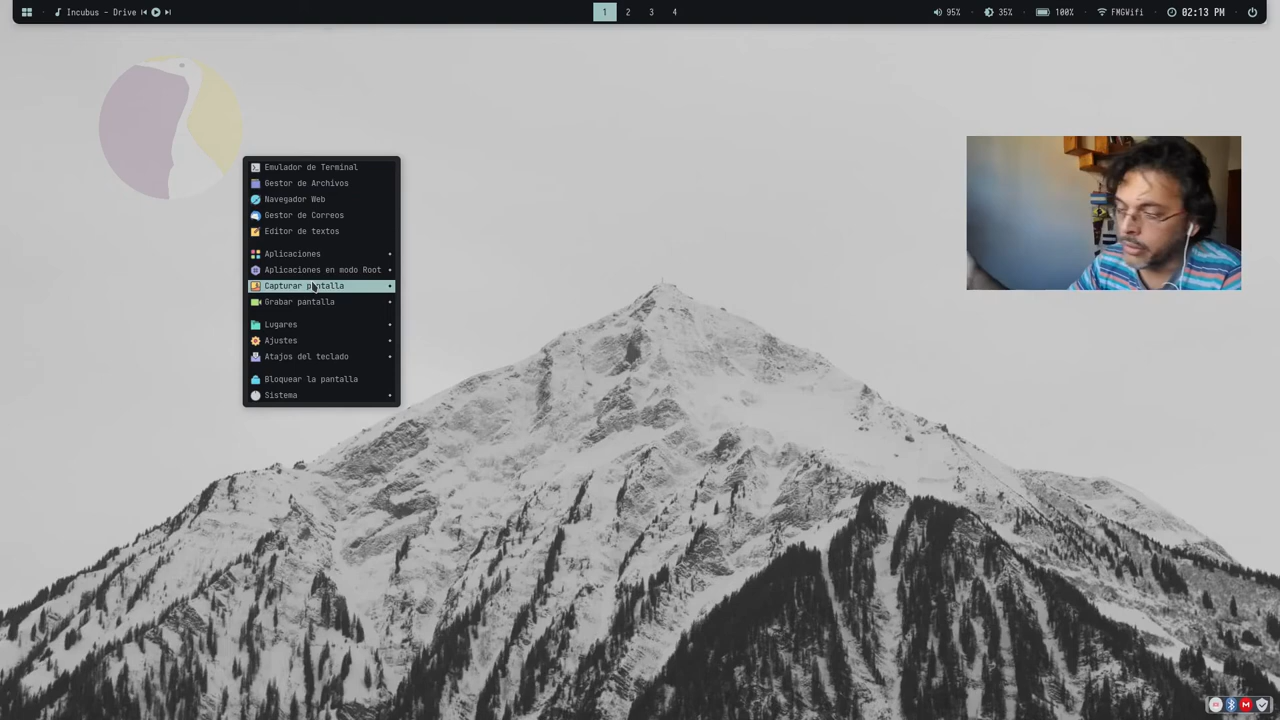 Incubus - Drive
1 2 3 4
95% 35% 100% FMGWifi 02:13 PM
Emulador de Terminal
Gestor de Archivos
Navegador Web
Gestor de Correos
Editor de textos
Aplicaciones
Aplicaciones en modo Root
Capturar pantalla
Grabar pantalla
Lugares
Ajustes
Atajos del teclado
Bloquear la pantalla
Sistema